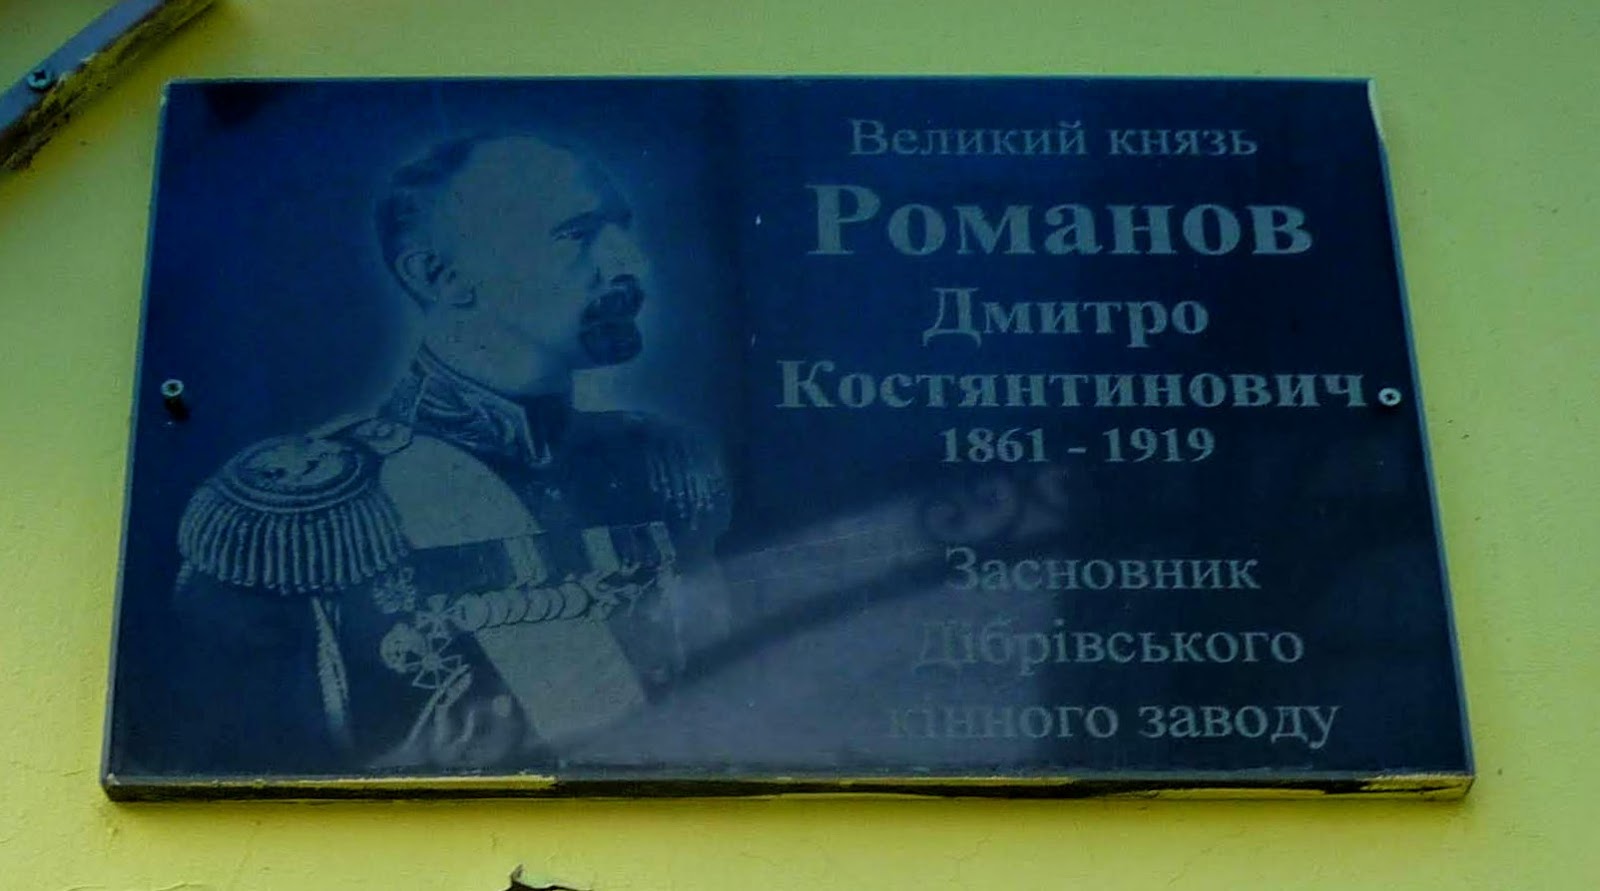 Великий князь
Романов
Дмитро
Костянтинович
1861 - 1919
Засновник
Дібрівського
кінного заводу